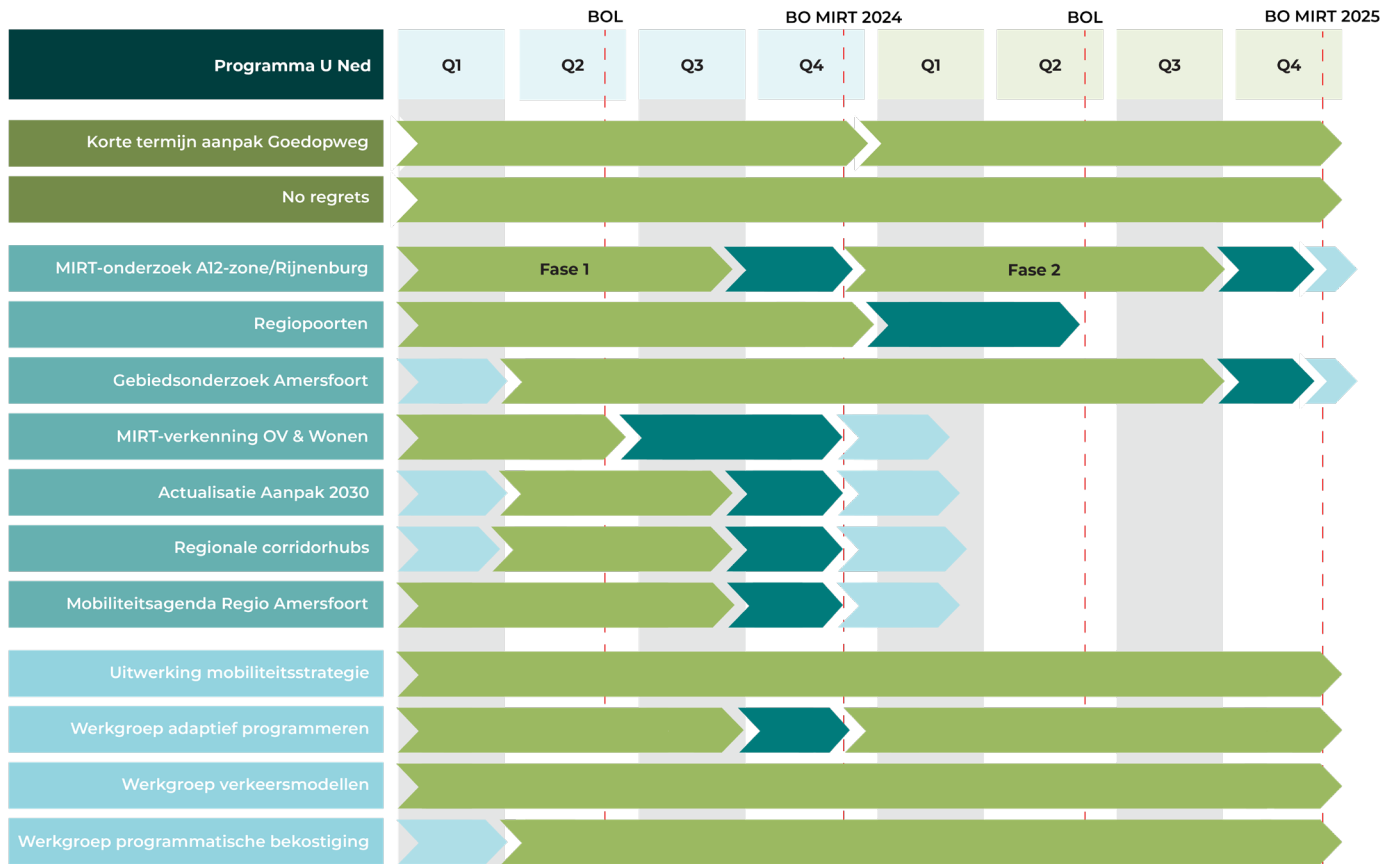 BOL
BO MIRT 2024
BOL
BO MIRT 2025
Programma U Ned
Q1
Q2
Q3
Q4
Q1
Q2
Q3
Q4
Korte termijn aanpak Goedopweg
No regrets
MIRT-onderzoek A12-zone/Rijnenburg
Fase 1
Fase 2
Regiopoorten
Gebiedsonderzoek Amersfoort
MIRT-verkenning OV & Wonen
Actualisatie Aanpak 2030
Regionale corridorhubs
Mobiliteitsagenda Regio Amersfoort
Uitwerking mobiliteitsstrategie
Werkgroep adaptief programmeren
Werkgroep verkeersmodellen
Werkgroep programmatische bekostiging